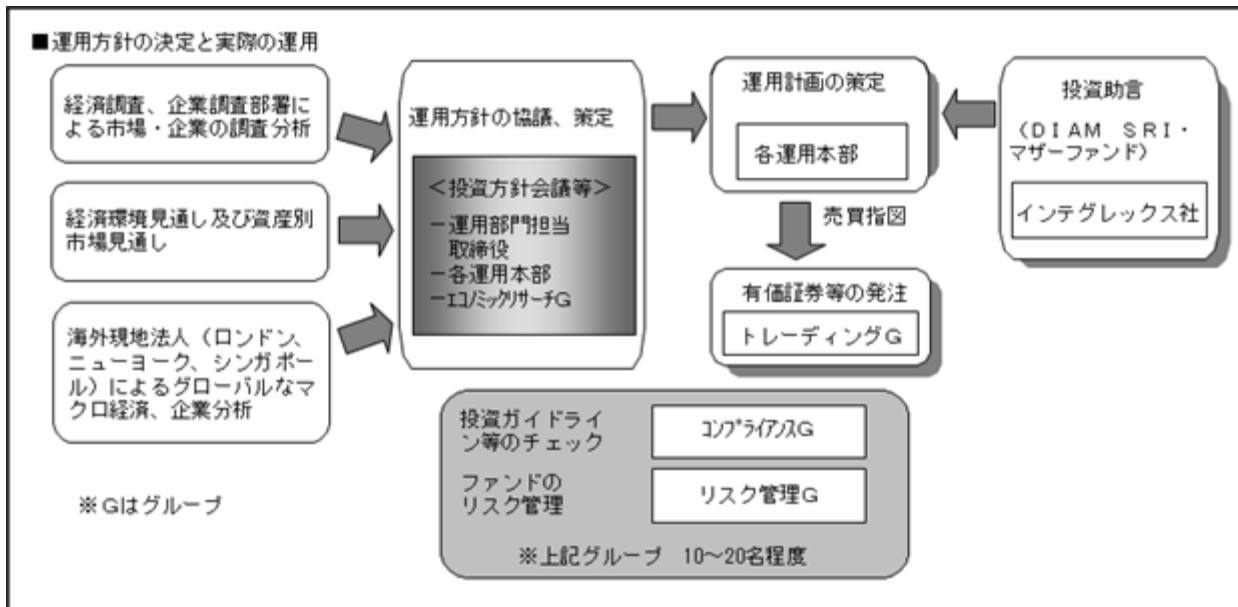 ■運用方針の決定と実際の運用
経済調査、企業調査部署に
よる市場・企業の調査分析
経済環境見通し及び資産別
市場見通し
海外現地法人（ロンドン、
ニューヨーク、シンガポー
ル）によるグローバルなマ
クロ経済、企業分析
※Gはグループ
運用方針の協議、策定
＜投資方針会議等＞
－運用部門担当
取締役
－各運用本部
－ｴｺﾉﾐｯｸﾘｻｰﾁG
運用計画の策定
各運用本部
売買指図
有価証券等の発注
トレーディングＧ
投資助言
（ＤＩＡＭ　ＳＲＩ・
マザーファンド）
インテグレックス社
投資ガイドライ
ン等のチェック
ｺﾝﾌﾟﾗｲｱﾝｽG
ファンドの
リスク管理
リスク管理Ｇ
※上記グループ　10～20名程度